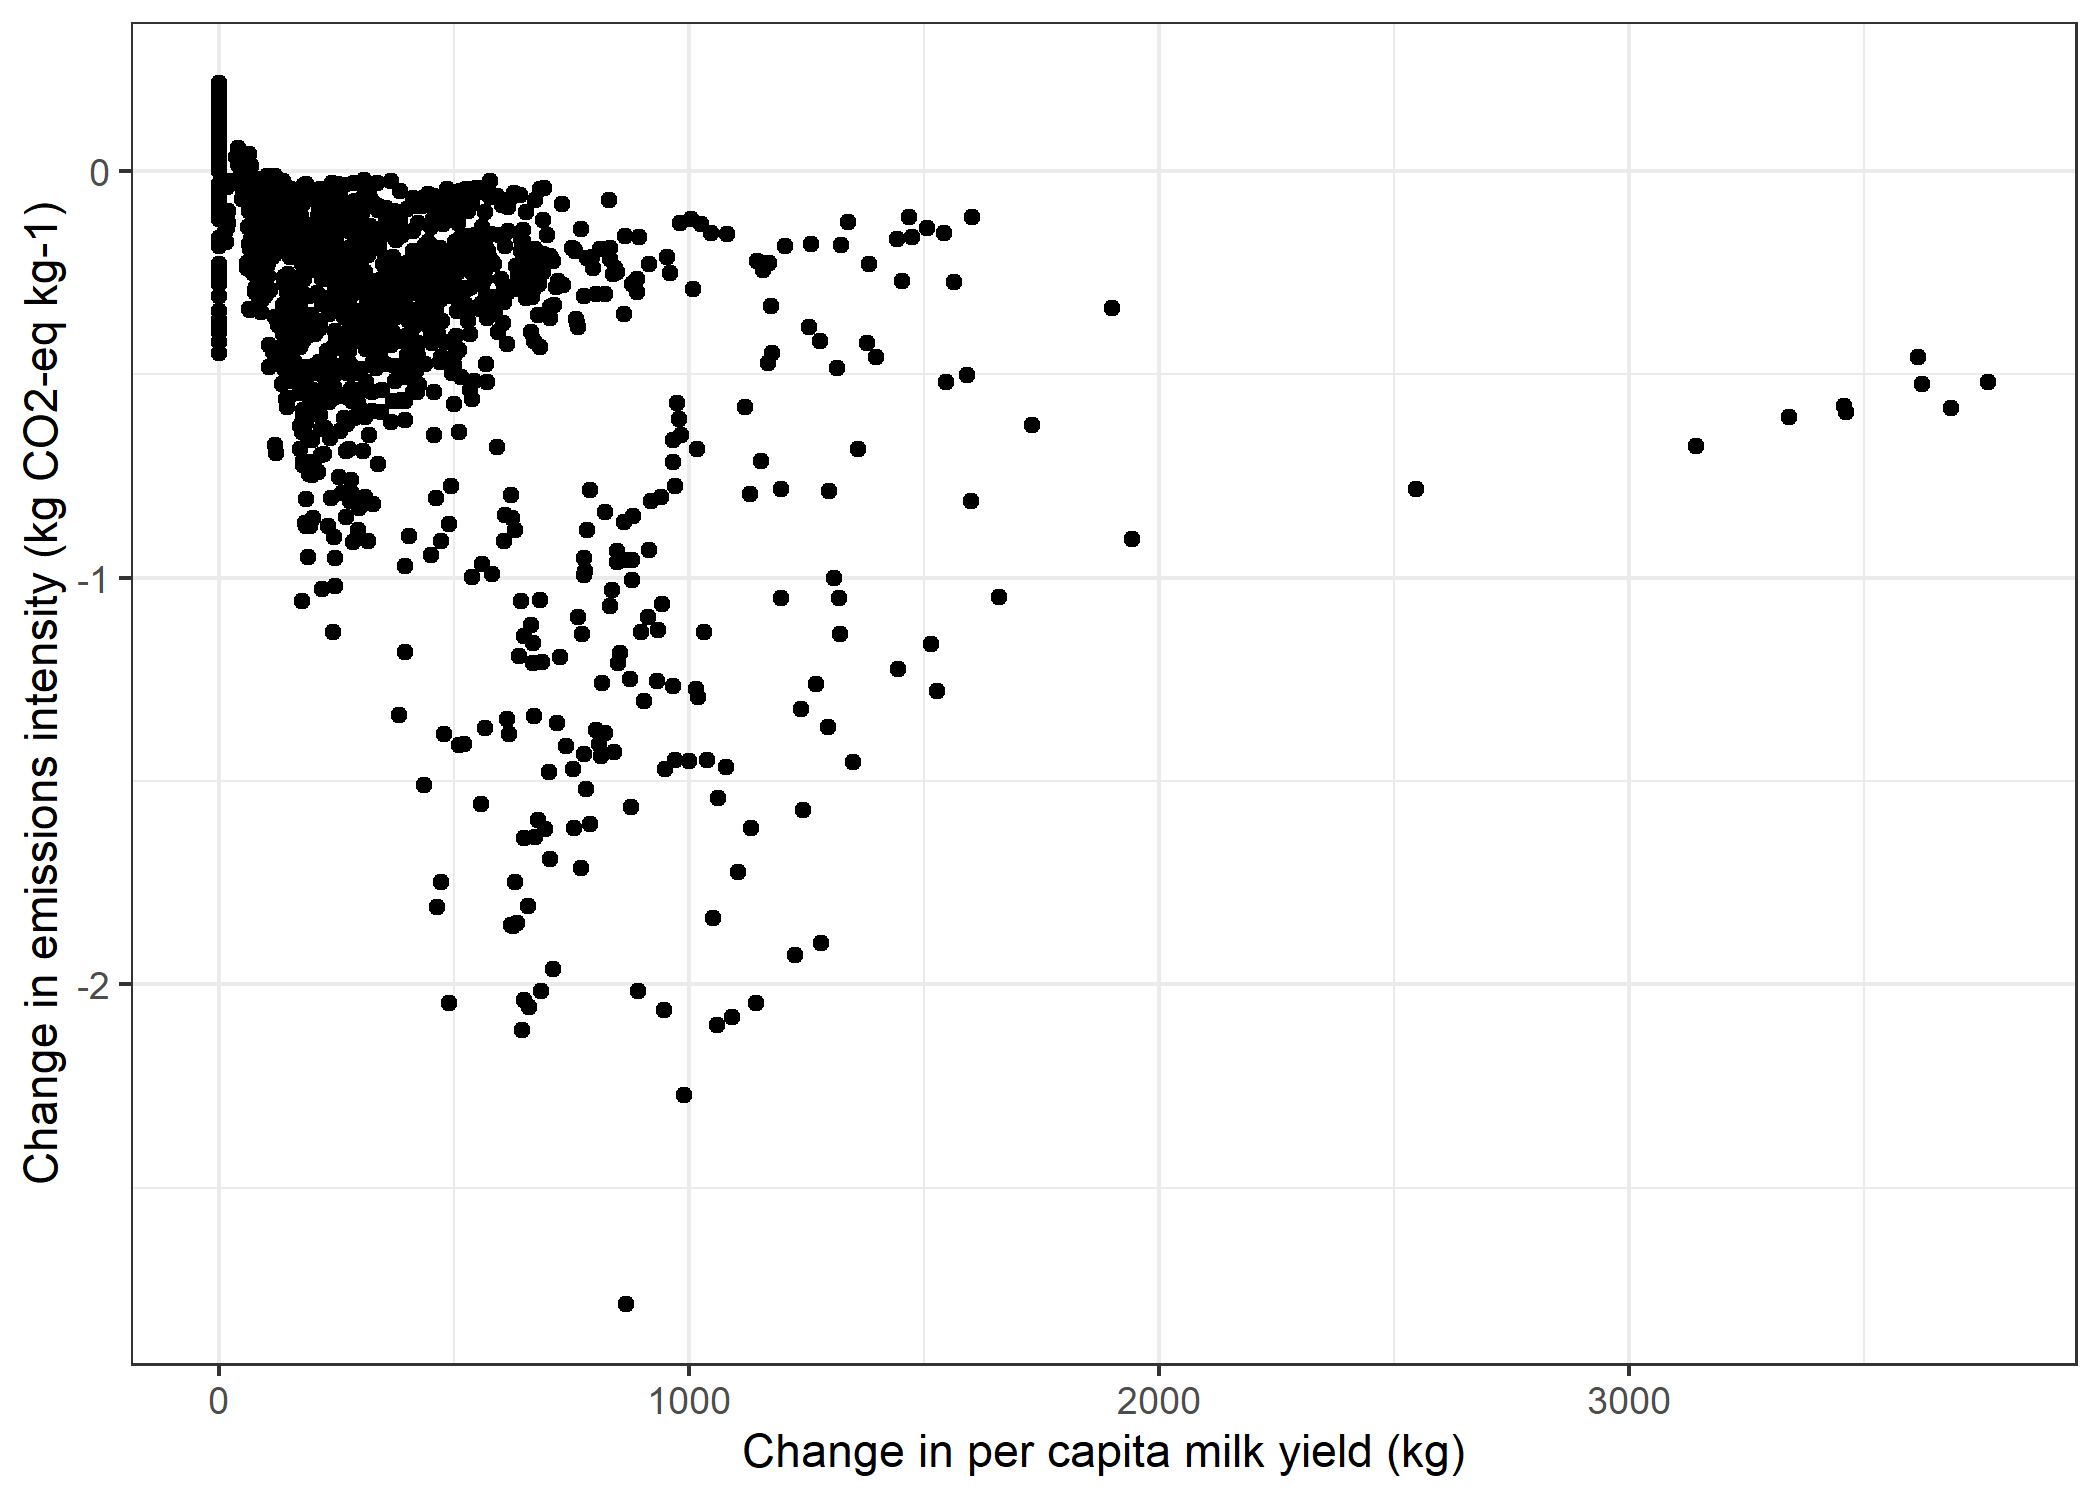 Change in emissions intensity (kg CO2-eq kg-1)
0
-1
-2
0 1000 2000 3000
Change in per capita milk yield (kg)